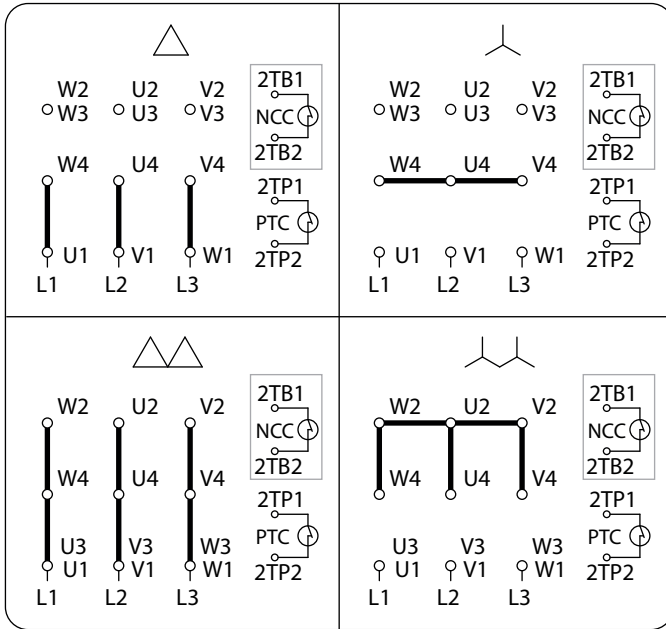 W2 U2 V2 2TB1
W3 U3 V3 NCC
2TB2
W4 U4 V4
2TP1
PTC
U1 V1 W1 2TP2
L1 L2 L3
W2 U2 V2 2TB1
W3 U3 V3 NCC
2TB2
W4 U4 V4
2TP1
PTC
U1 V1 W1 2TP2
L1 L2 L3
W2 U2 V2 2TB1
NCC
2TB2
W4 U4 V4
2TP1
U3 V3 W3 PTC
U1 V1 W1 2TP2
L1 L2 L3
W2 U2 V2 2TB1
NCC
2TB2
W4 U4 V4
2TP1
U3 V3 W3 PTC
U1 V1 W1 2TP2
L1 L2 L3